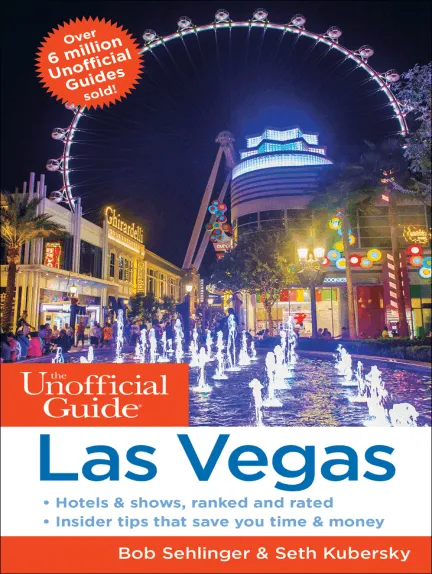 Over
6 million
Unofficial
Guides
sold!
Ghirardelli
COOKIES
the
Unofficial
Guide®
Las Vegas
• Hotels & shows, ranked and rated
• Insider tips that save you time & money
Bob Sehlinger & Seth Kubersky